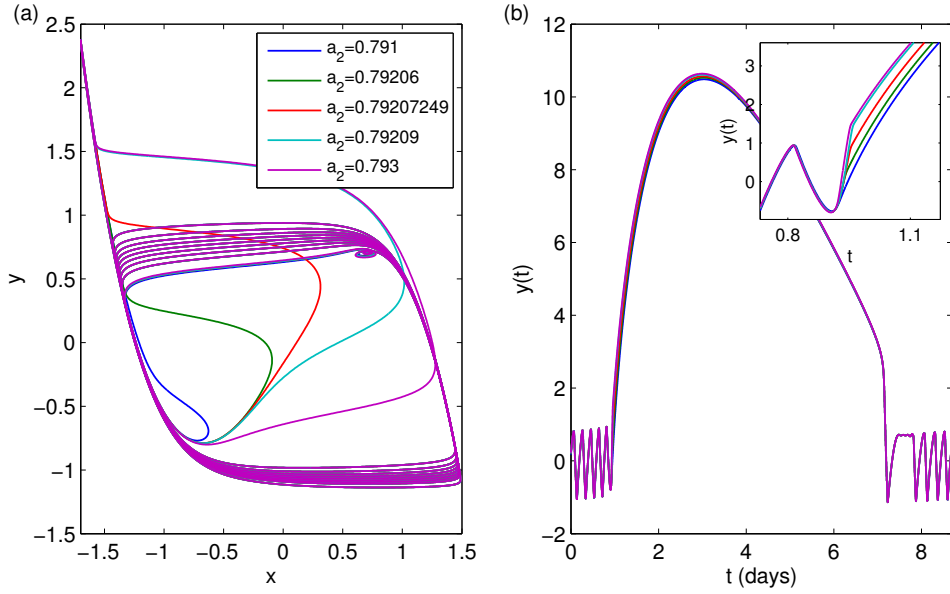 (a)
2.5
2
1.5
1
0.5
0
−0.5
−1
−1.5
y
−1.5 −1 −0.5 0 0.5 1 1.5
x
a2=0.791
a2=0.79206
a2=0.79207249
a2=0.79209
a2=0.793
(b)
12
10
8
6
4
2
0
−2
y(t)
0 2 4 6 8
t (days)
3
2
1
0
y(t)
0.8 1.1
t